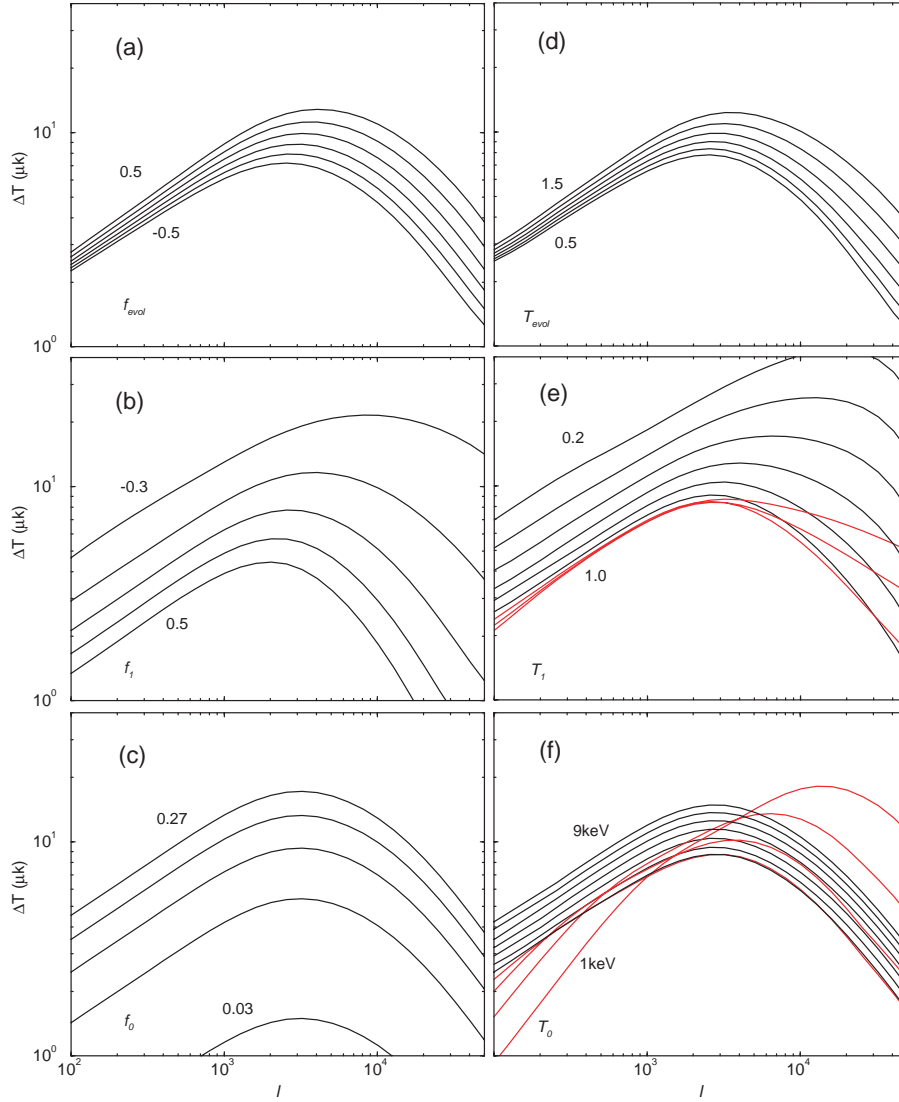 (a)
ΔT (μk)
10^1
10^0
0.5
-0.5
f_evol
(d)
1.5
0.5
T_evol
(b)
ΔT (μk)
10^1
10^0
-0.3
0.5
f_1
(e)
0.2
1.0
T_1
(c)
ΔT (μk)
10^1
10^0
0.27
0.03
f_0
10^2
10^3
10^4
l
(f)
9keV
1keV
T_0
10^3
10^4
l